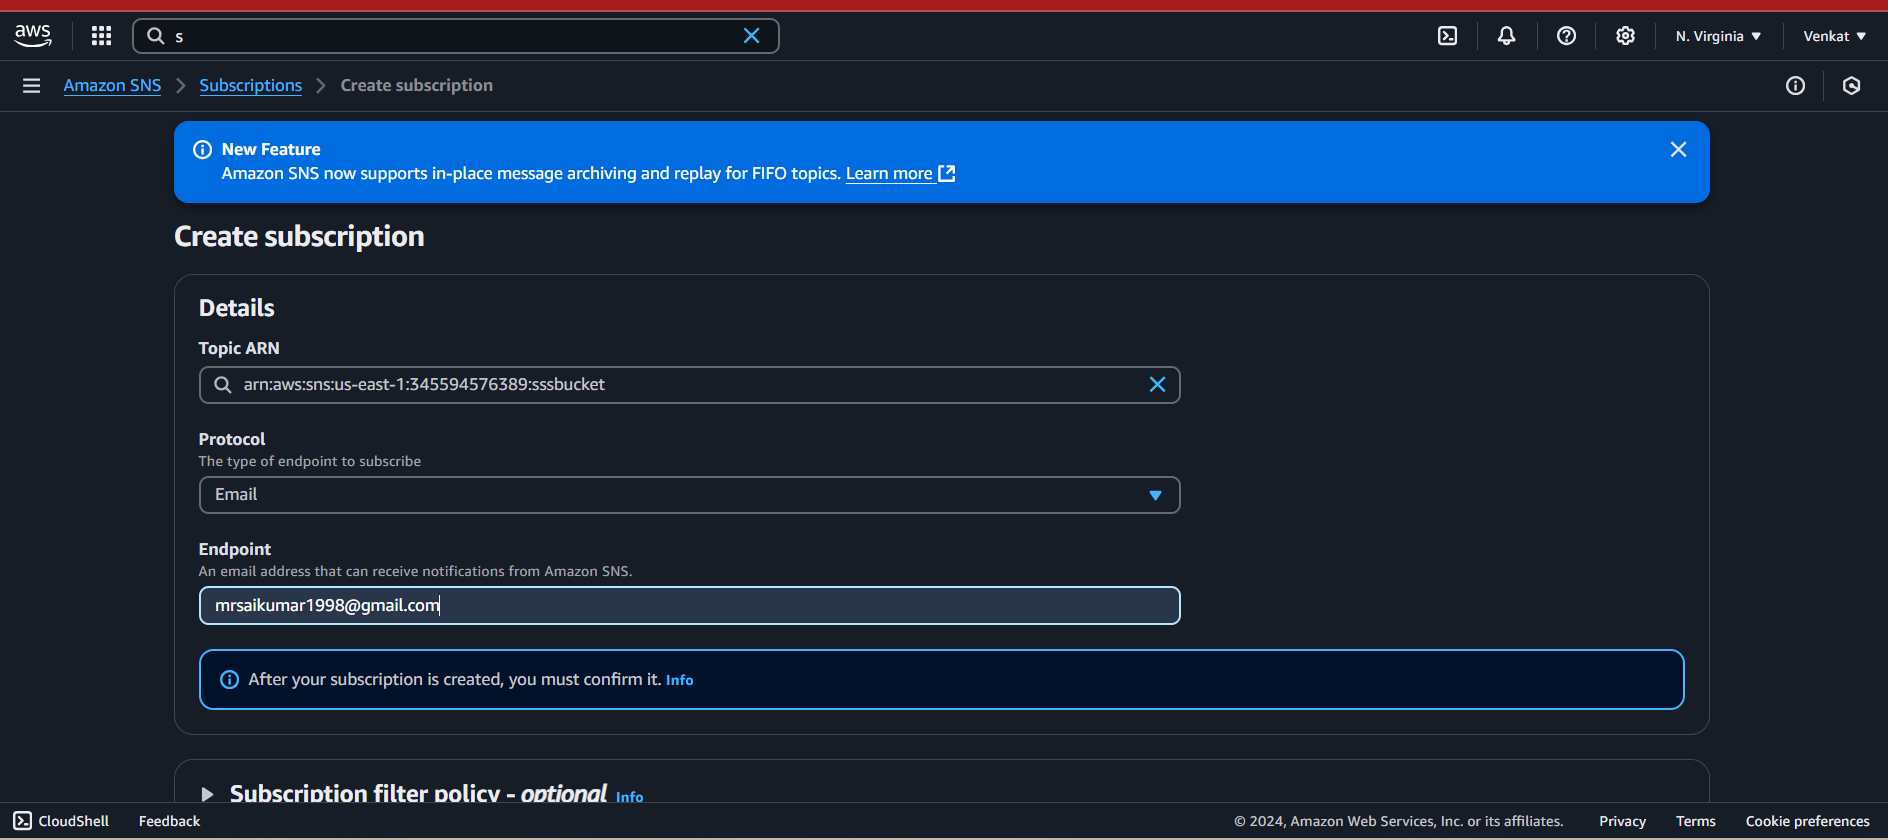 aws
s
N. Virginia
Venkat
Amazon SNS
Subscriptions
Create subscription
New Feature
Amazon SNS now supports in-place message archiving and replay for FIFO topics. Learn more
Create subscription
Details
Topic ARN
arn:aws:sns:us-east-1:345594576389:sssbucket
Protocol
The type of endpoint to subscribe
Email
Endpoint
An email address that can receive notifications from Amazon SNS.
mrsaikumar1998@gmail.com
After your subscription is created, you must confirm it. Info
Subscription filter policy - optional Info
CloudShell
Feedback
© 2024, Amazon Web Services, Inc. or its affiliates.
Privacy
Terms
Cookie preferences